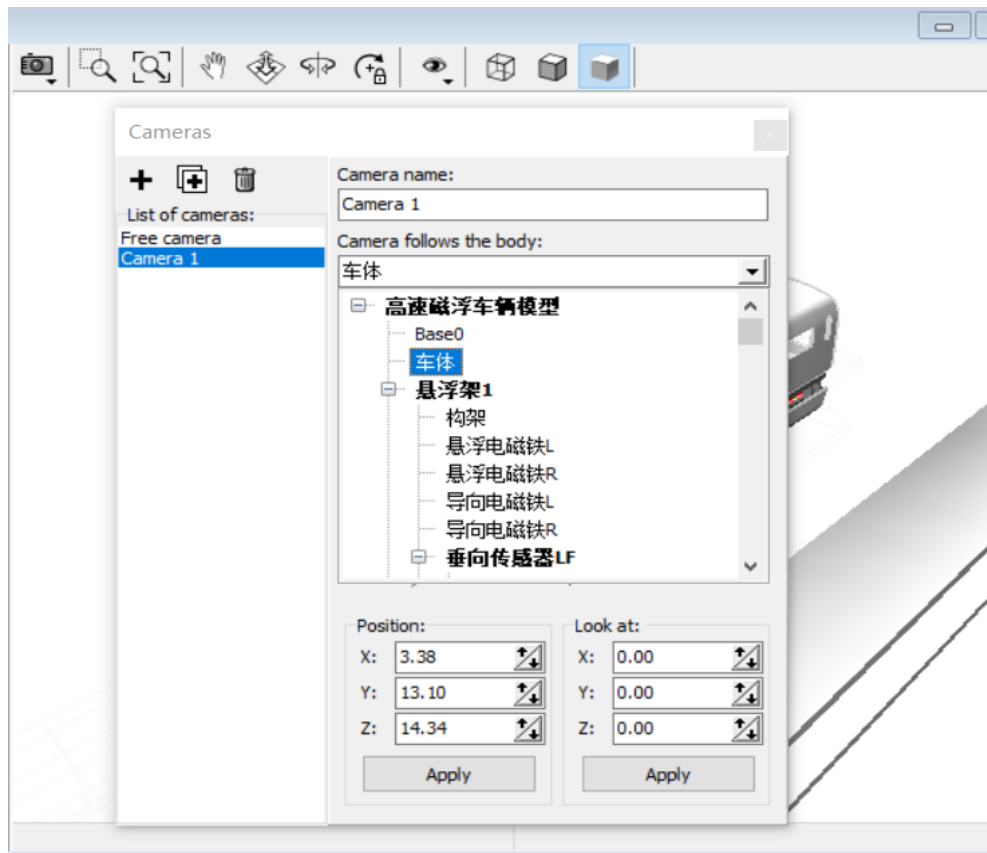 Cameras
List of cameras:
Free camera
Camera 1
Camera name:
Camera 1
Camera follows the body:
车体
高速磁浮车辆模型
Base0
车体
悬浮架1
构架
悬浮电磁铁L
悬浮电磁铁R
导向电磁铁L
导向电磁铁R
垂向传感器LF
Position:
X: 3.38
Y: 13.10
Z: 14.34
Apply
Look at:
X: 0.00
Y: 0.00
Z: 0.00
Apply